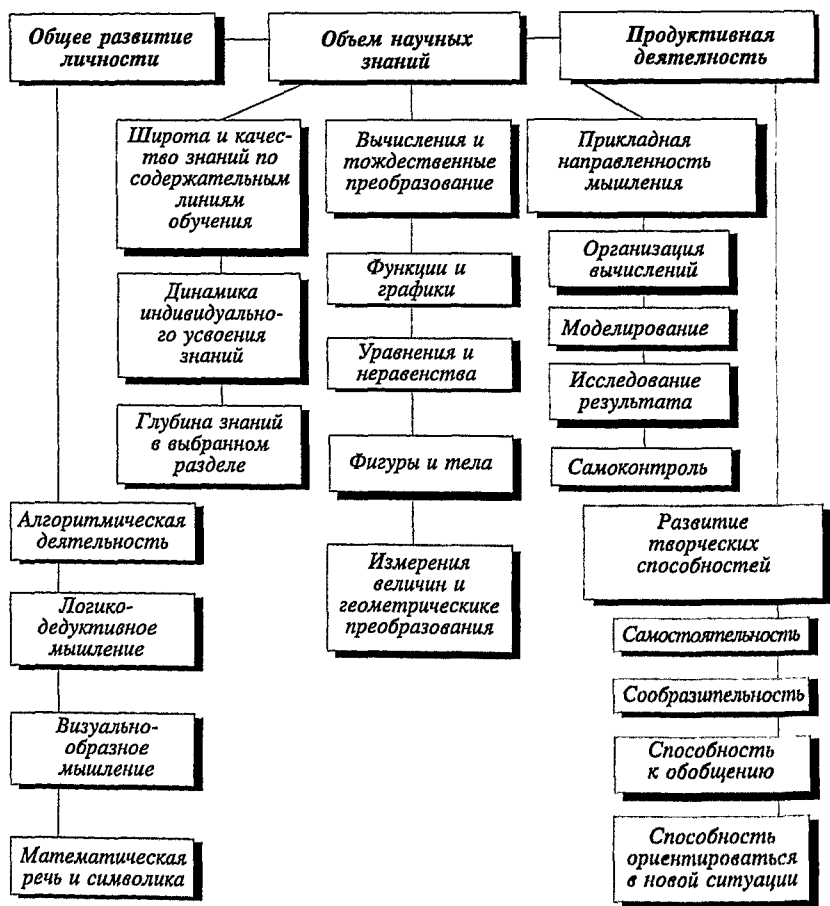 Общее развитие
личности
Объем научных
знаний
Продуктивная
деятелность
Широта и качес-
тво знаний по
содержательным
линиям
обучения
Вычисления и
тождественные
преобразование
Прикладная
направленность
мышления
Организация
вычислений
Функции и
графики
Динамика
индивидуально-
го усвоения
знаний
Моделирование
Уравнения и
неравенства
Исследование
результата
Глубина знаний
в выбранном
разделе
Фигуры и тела
Самоконтроль
Алгоритмическая
деятельность
Развитие
творческих
способностей
Измерения
величин и
геометрическике
преобразования
Логико-
дедуктивное
мышление
Самостоятельность
Сообразительность
Визуально-
образное
мышление
Способность
к обобщению
Математическая
речь и символика
Способность
ориентироваться
в новой ситуации